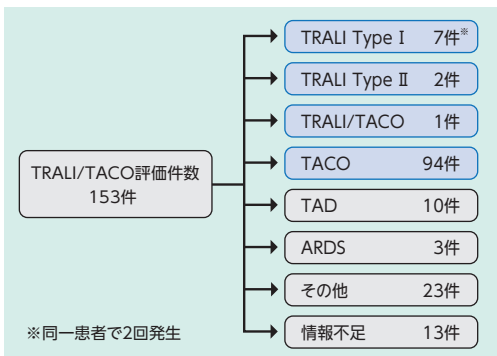 TRALI/TACO評価件数
153件
TRALI Type Ⅰ 7件※
TRALI Type Ⅱ 2件
TRALI/TACO 1件
TACO 94件
TAD 10件
ARDS 3件
その他 23件
情報不足 13件
※同一患者で2回発生